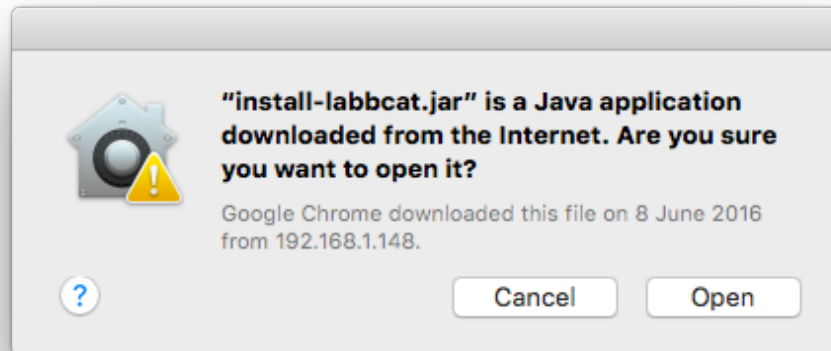 “install-labbcat.jar” is a Java application
downloaded from the Internet. Are you sure
you want to open it?
Google Chrome downloaded this file on 8 June 2016
from 192.168.1.148.
?
Cancel
Open